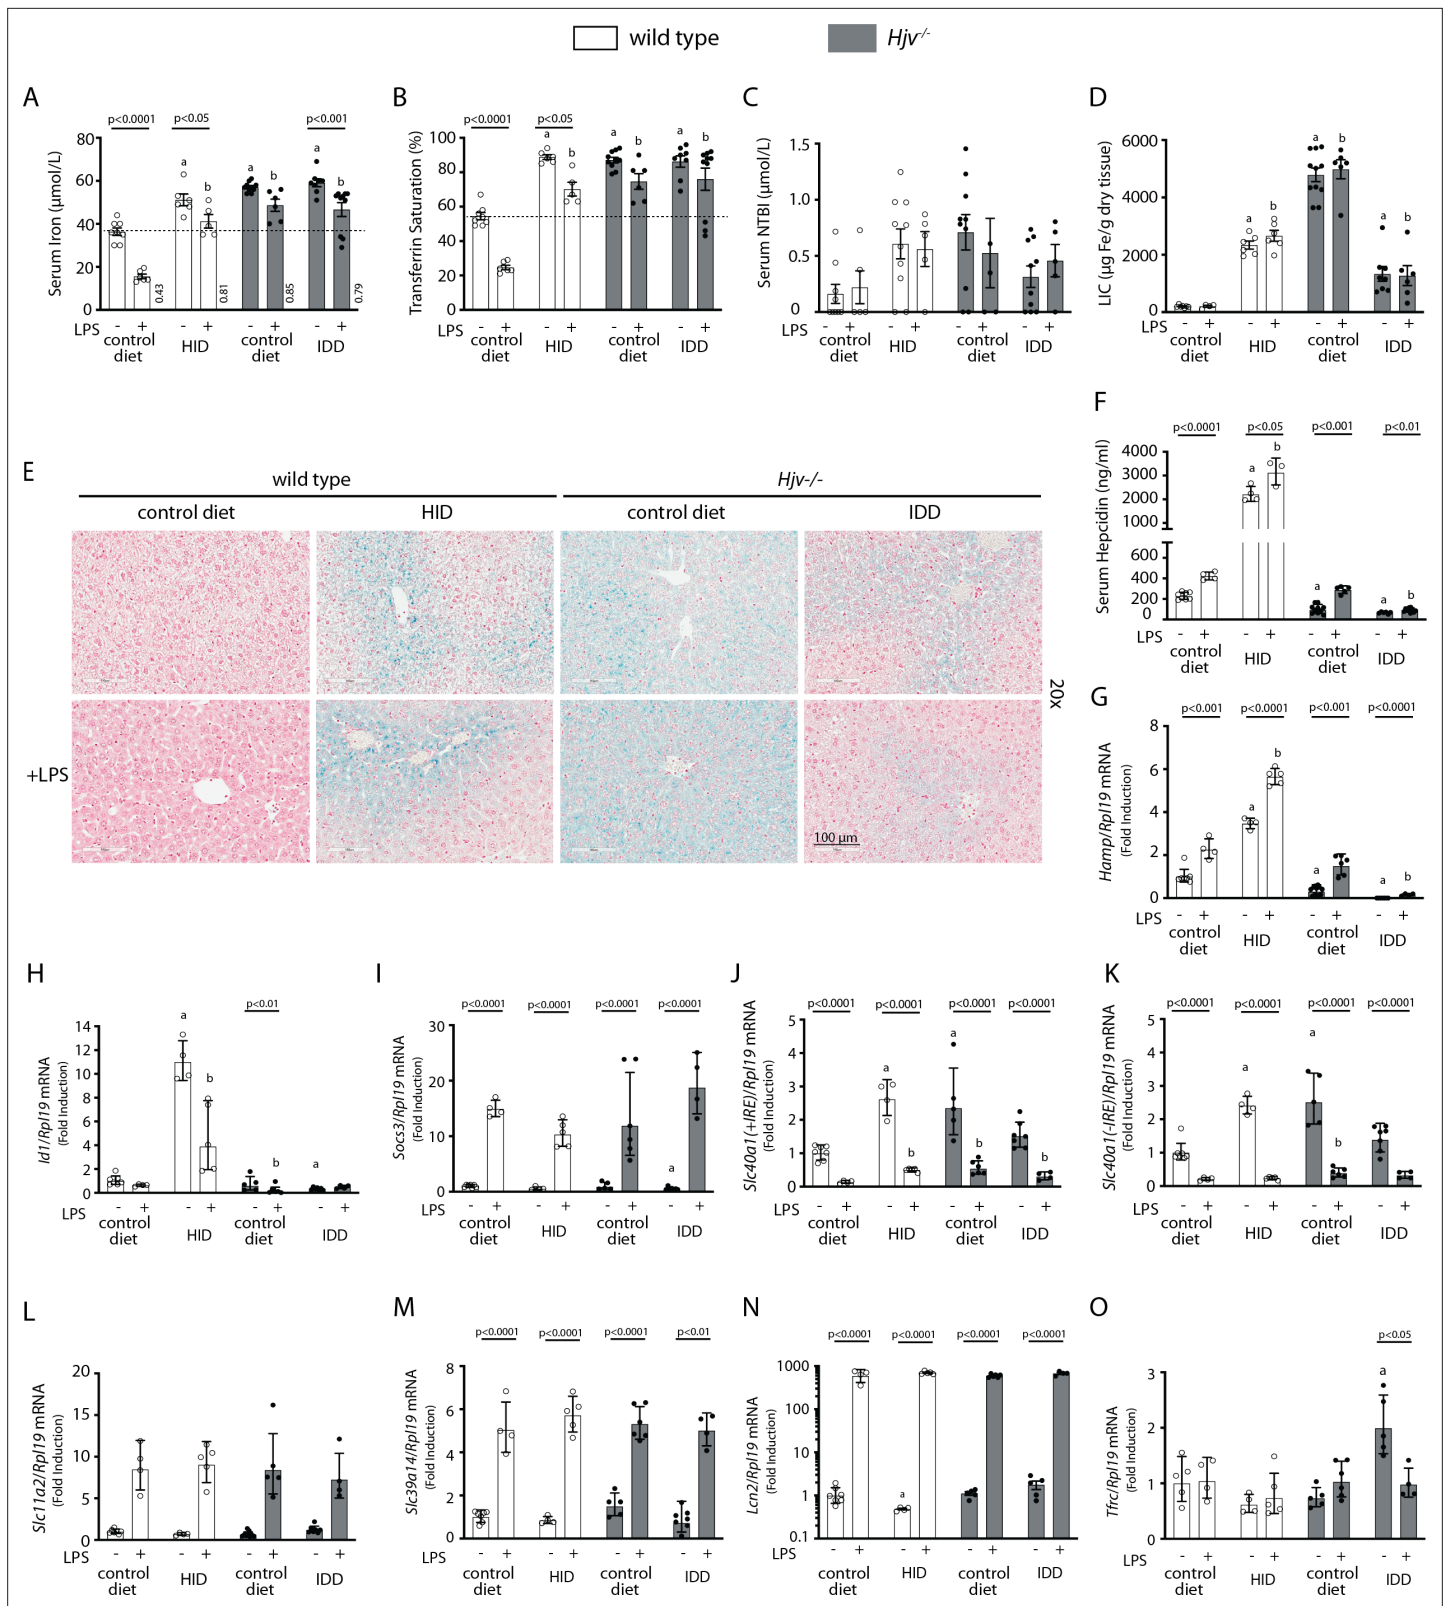 wild type
Hjv-/-
A
p<0.0001
p<0.05
p<0.001
Serum Iron (µmol/L)
80
60
40
20
0
a
b
a
b
a
b
0.43
0.81
0.85
0.79
LPS
- + - + - + - +
control diet
HID
control diet
IDD
B
p<0.0001
p<0.05
Transferrin Saturation (%)
100
80
60
40
20
0
a
b
a
b
a
b
LPS
- + - + - + - +
control diet
HID
control diet
IDD
C
Serum NTBI (µmol/L)
1.5
1.0
0.5
0
LPS
- + - + - + - +
control diet
HID
control diet
IDD
D
LIC (µg Fe/g dry tissue)
6000
4000
2000
0
a
b
a
b
a
b
LPS
- + - + - + - +
control diet
HID
control diet
IDD
E
wild type
Hjv-/-
control diet
HID
control diet
IDD
+LPS
20x
100 µm
F
p<0.0001
p<0.05
p<0.001
p<0.01
Serum Hepcidin (ng/ml)
4000
3000
2000
1000
600
400
200
0
a
b
a
a
b
LPS
- + - + - + - +
control diet
HID
control diet
IDD
G
p<0.001
p<0.0001
p<0.001
p<0.0001
Hamp/Rpl19 mRNA
(Fold Induction)
8
6
4
2
0
a
b
a
a
b
LPS
- + - + - + - +
control diet
HID
control diet
IDD
H
p<0.01
Id1/Rpl19 mRNA
(Fold Induction)
14
12
10
8
6
4
2
0
a
b
b
a
LPS
- + - + - + - +
control diet
HID
control diet
IDD
I
p<0.0001
p<0.0001
p<0.0001
p<0.0001
Socs3/Rpl19 mRNA
(Fold Induction)
30
20
10
0
a
LPS
- + - + - + - +
control diet
HID
control diet
IDD
J
p<0.0001
p<0.0001
p<0.0001
p<0.0001
Slc40a1(+IRE)/Rpl19 mRNA
(Fold Induction)
5
4
3
2
1
0
a
b
a
b
b
LPS
- + - + - + - +
control diet
HID
control diet
IDD
K
p<0.0001
p<0.0001
p<0.0001
p<0.0001
Slc40a1(-IRE)/Rpl19 mRNA
(Fold Induction)
5
4
3
2
1
0
a
a
b
LPS
- + - + - + - +
control diet
HID
control diet
IDD
L
Slc11a2/Rpl19 mRNA
(Fold Induction)
20
15
10
5
0
LPS
- + - + - + - +
control diet
HID
control diet
IDD
M
p<0.0001
p<0.0001
p<0.0001
p<0.01
Slc39a14/Rpl19 mRNA
(Fold Induction)
8
6
4
2
0
LPS
- + - + - + - +
control diet
HID
control diet
IDD
N
p<0.0001
p<0.0001
p<0.0001
p<0.0001
Lcn2/Rpl19 mRNA
(Fold Induction)
1000
100
10
1
0.1
a
LPS
- + - + - + - +
control diet
HID
control diet
IDD
O
p<0.05
Tfrc/Rpl19 mRNA
(Fold Induction)
3
2
1
0
a
LPS
- + - + - + - +
control diet
HID
control diet
IDD